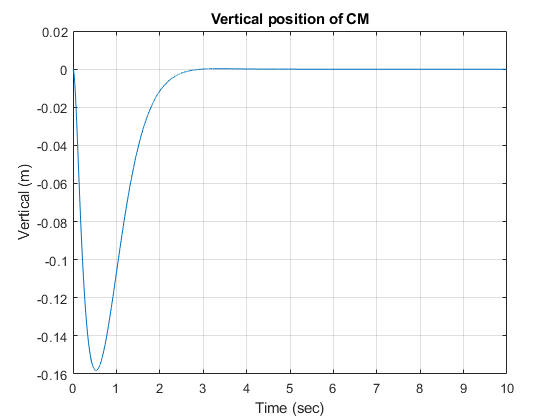 Vertical position of CM
0.02
0
-0.02
-0.04
-0.06
-0.08
-0.1
-0.12
-0.14
-0.16
Vertical (m)
0 1 2 3 4 5 6 7 8 9 10
Time (sec)